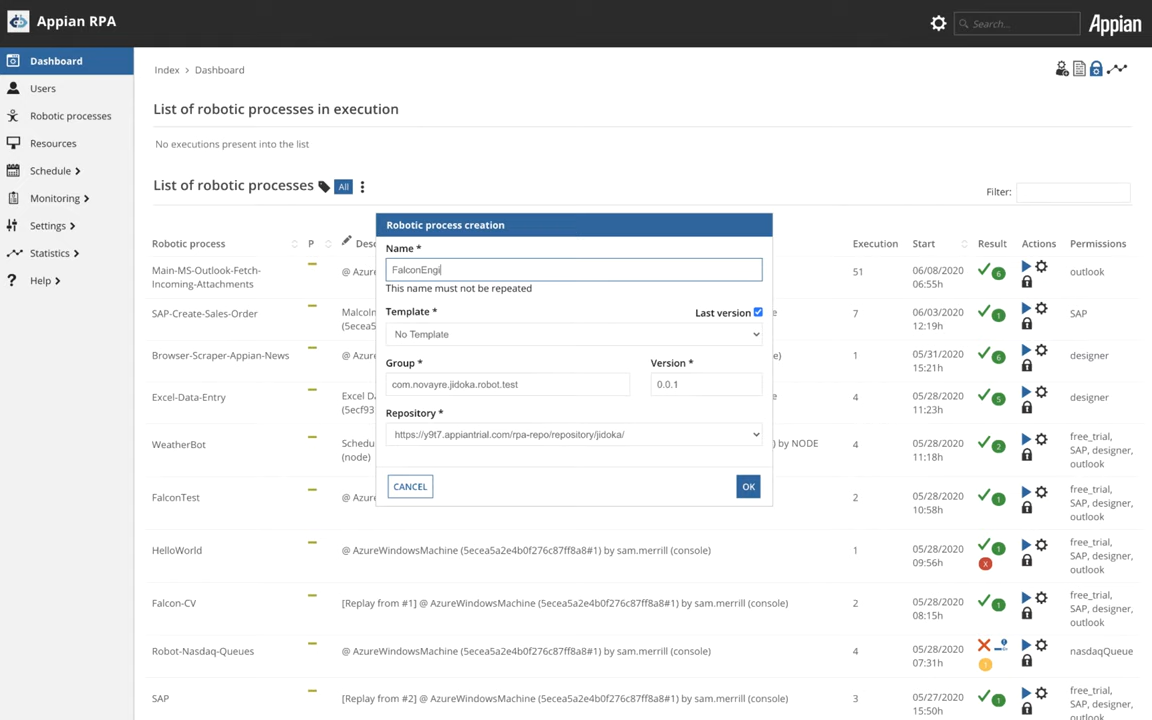 Appian RPA
Search...
Appian
Dashboard
Users
Robotic processes
Resources
Schedule
Monitoring
Settings
Statistics
Help
Index > Dashboard
List of robotic processes in execution
No executions present into the list
List of robotic processes All
Filter:
Robotic process P Execution Start Result Actions Permissions
Main-MS-Outlook-Fetch-
Incoming-Attachments
51 06/08/2020
06:55h
6
outlook
SAP-Create-Sales-Order
Malcoln
(5ecea5
7 06/03/2020
12:19h
1
SAP
Browser-Scraper-Appian-News
1 05/31/2020
15:21h
6
designer
Excel-Data-Entry
Excel Da
(5ecf93
4 05/28/2020
11:23h
5
designer
WeatherBot
(node)
) by NODE
4 05/28/2020
11:18h
2
free_trial,
SAP, designer,
outlook
FalconTest
2 05/28/2020
10:58h
1
free_trial,
SAP, designer,
outlook
HelloWorld
@ AzureWindowsMachine (5ecea5a2e4b0f276c87ff8a8#1) by sam.merrill (console)
1 05/28/2020
09:56h
1
X
free_trial,
SAP, designer,
outlook
Falcon-CV
[Replay from #1] @ AzureWindowsMachine (5ecea5a2e4b0f276c87ff8a8#1) by sam.merrill (console)
2 05/28/2020
08:15h
1
free_trial,
SAP, designer,
outlook
Robot-Nasdaq-Queues
@ AzureWindowsMachine (5ecea5a2e4b0f276c87ff8a8#1) by sam.merrill (console)
4 05/28/2020
07:31h
1
nasdaqQueue
SAP
[Replay from #2] @ AzureWindowsMachine (5ecea5a2e4b0f276c87ff8a8#1) by sam.merrill (console)
3 05/27/2020
15:50h
1
free_trial,
SAP, designer,
outlook
Robotic process creation
Name *
FalconEngi
This name must not be repeated
Template *
Last version
No Template
Group *
Version *
com.novayre.jidoka.robot.test
0.0.1
Repository *
https://y9t7.appiantrial.com/rpa-repo/repository/jidoka/
CANCEL
OK